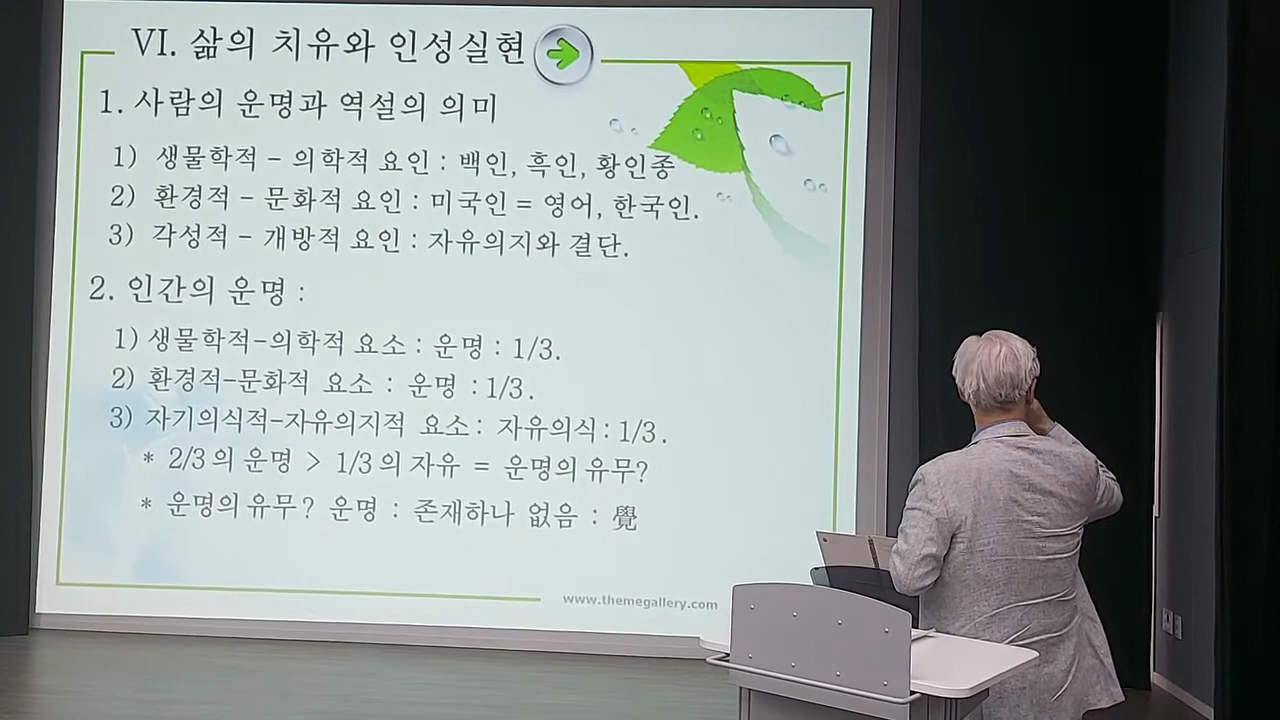 VI. 삶의 치유와 인성실현
1. 사람의 운명과 역설의 의미
1) 생물학적 - 의학적 요인 : 백인, 흑인, 황인종
2) 환경적 - 문화적 요인 : 미국인 = 영어, 한국인.
3) 각성적 - 개방적 요인 : 자유의지와 결단.
2. 인간의 운명 :
1) 생물학적-의학적 요소 : 운명 : 1/3.
2) 환경적-문화적 요소 : 운명 : 1/3.
3) 자기의식적-자유의지적 요소 : 자유의식 : 1/3.
* 2/3의 운명 > 1/3의 자유 = 운명의 유무?
* 운명의 유무? 운명 : 존재하나 없음 : 覺
www.themegallery.com